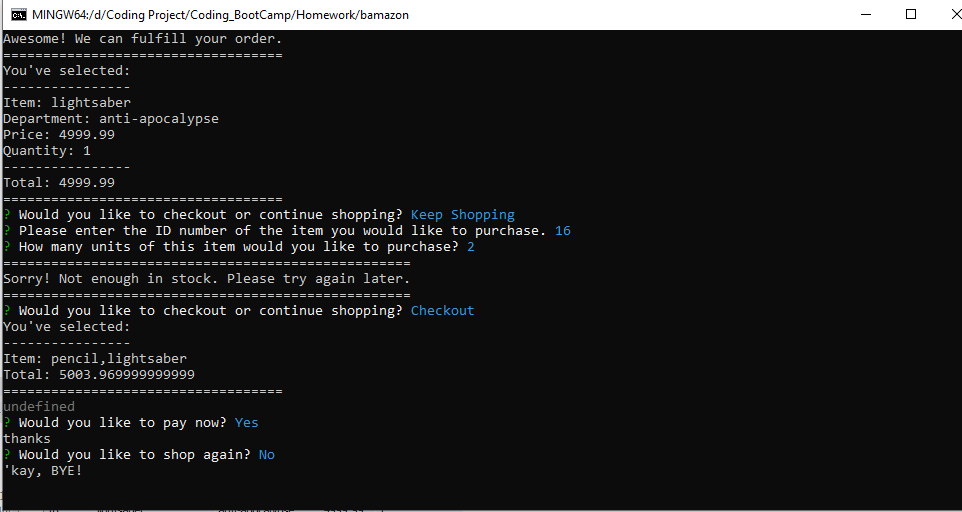 MINGW64:/d/Coding Project/Coding_BootCamp/Homework/bamazon
Awesome! We can fulfill your order.
===================================
You've selected:
----------------
Item: lightsaber
Department: anti-apocalypse
Price: 4999.99
Quantity: 1
----------------
Total: 4999.99
===================================
? Would you like to checkout or continue shopping? Keep Shopping
? Please enter the ID number of the item you would like to purchase. 16
? How many units of this item would you like to purchase? 2
===================================================
Sorry! Not enough in stock. Please try again later.
===================================================
? Would you like to checkout or continue shopping? Checkout
You've selected:
----------------
Item: pencil,lightsaber
Total: 5003.969999999999
===================================
undefined
? Would you like to pay now? Yes
thanks
? Would you like to shop again? No
'kay, BYE!